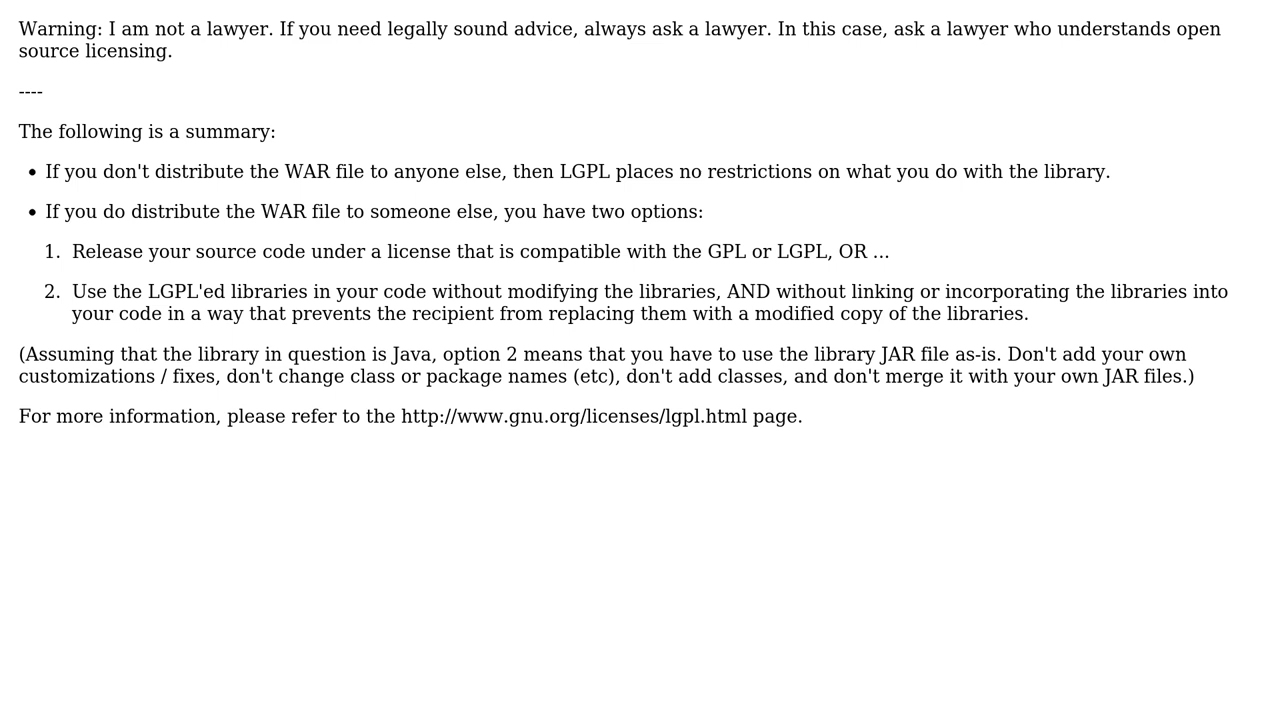 Warning: I am not a lawyer. If you need legally sound advice, always ask a lawyer. In this case, ask a lawyer who understands open
source licensing.
----
The following is a summary:
• If you don't distribute the WAR file to anyone else, then LGPL places no restrictions on what you do with the library.
• If you do distribute the WAR file to someone else, you have two options:
1. Release your source code under a license that is compatible with the GPL or LGPL, OR ...
2. Use the LGPL'ed libraries in your code without modifying the libraries, AND without linking or incorporating the libraries into
your code in a way that prevents the recipient from replacing them with a modified copy of the libraries.
(Assuming that the library in question is Java, option 2 means that you have to use the library JAR file as-is. Don't add your own
customizations / fixes, don't change class or package names (etc), don't add classes, and don't merge it with your own JAR files.)
For more information, please refer to the http://www.gnu.org/licenses/lgpl.html page.